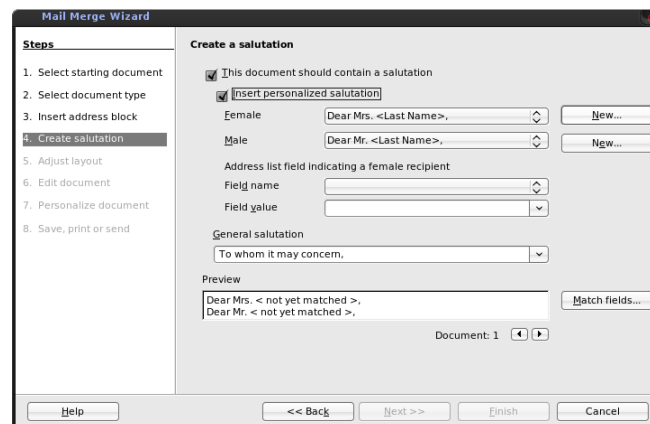 Mail Merge Wizard
Steps
1. Select starting document
2. Select document type
3. Insert address block
4. Create salutation
5. Adjust layout
6. Edit document
7. Personalize document
8. Save, print or send
Create a salutation
This document should contain a salutation
Insert personalized salutation
Female
Dear Mrs. <Last Name>,
New...
Male
Dear Mr. <Last Name>,
New...
Address list field indicating a female recipient
Field name
Field value
General salutation
To whom it may concern,
Preview
Dear Mrs. < not yet matched >,
Dear Mr. < not yet matched >,
Match fields...
Document: 1
Help
<< Back
Next >>
Finish
Cancel